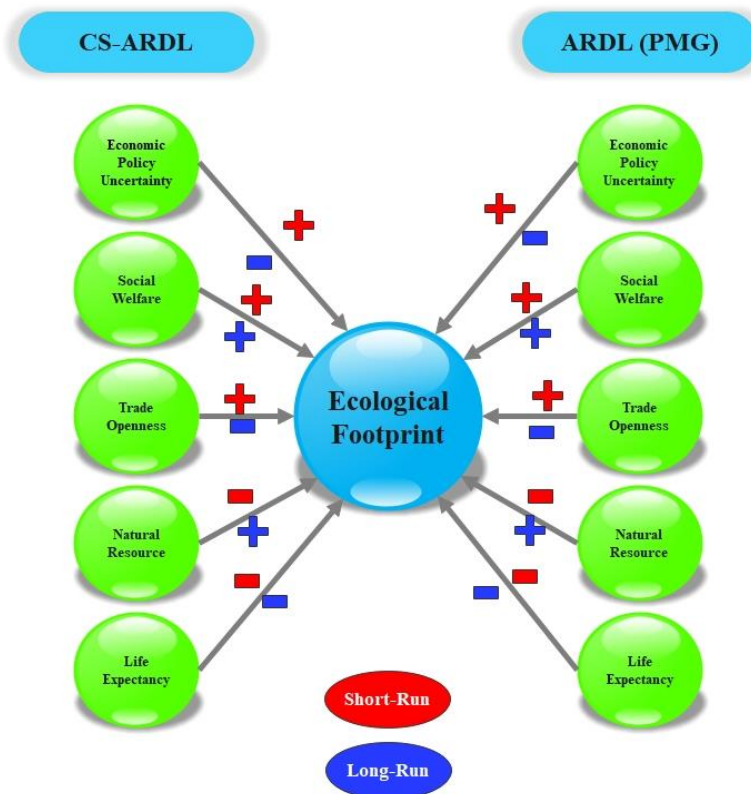 CS-ARDL
ARDL (PMG)
Economic
Policy
Uncertainty
Economic
Policy
Uncertainty
Social
Welfare
Social
Welfare
Trade
Openness
Ecological
Footprint
Trade
Openness
Natural
Resource
Natural
Resource
Life
Expectancy
Life
Expectancy
Short-Run
Long-Run